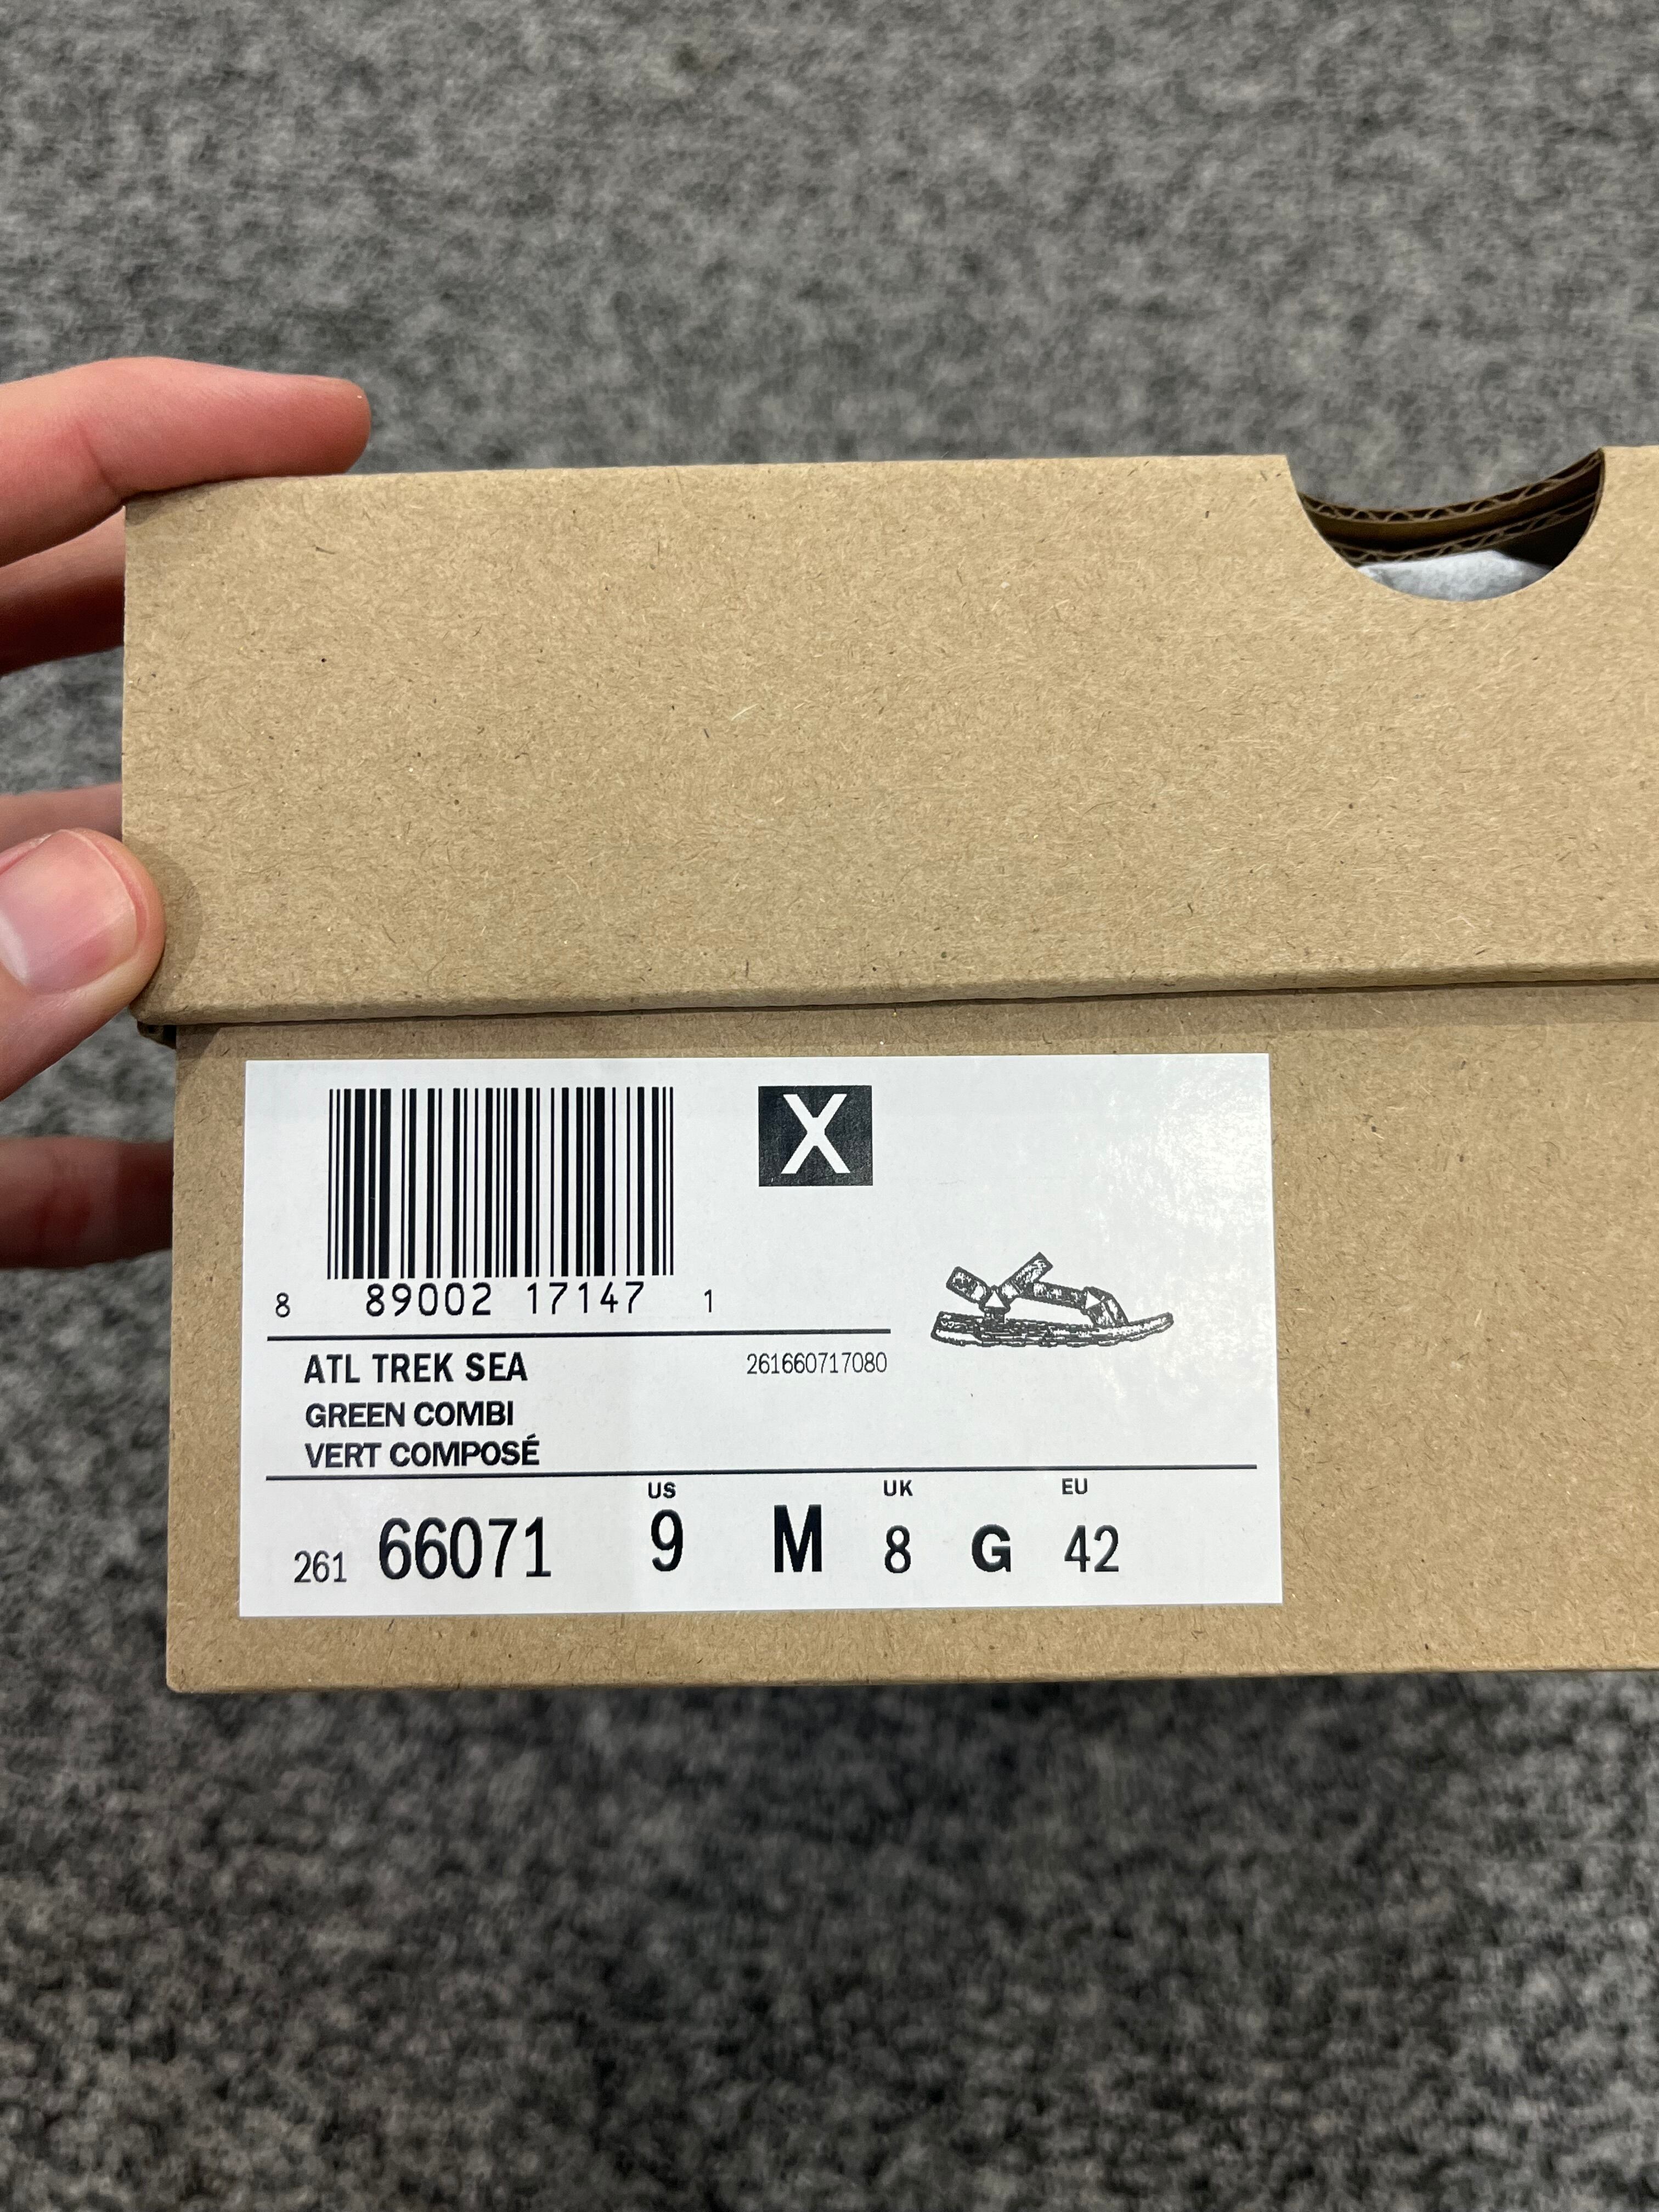 X
8 89002 17147 1
ATL TREK SEA 261660717080
GREEN COMBI
VERT COMPOSÉ
US UK EU
261 66071 9 M 8 G 42